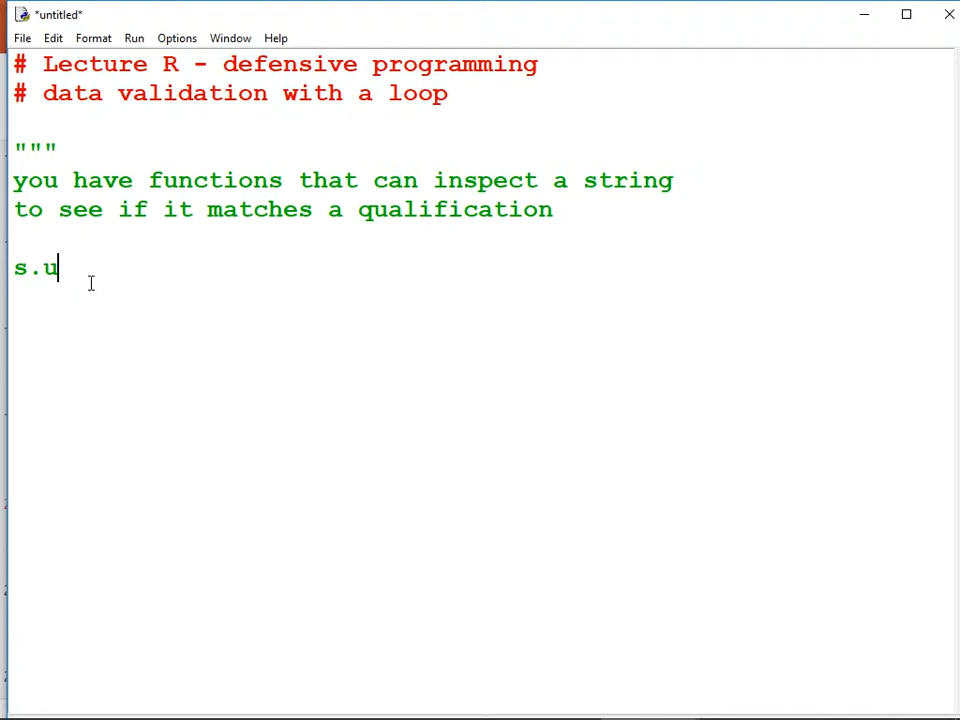 *untitled*
File Edit Format Run Options Window Help
# Lecture R - defensive programming
# data validation with a loop
"""
you have functions that can inspect a string
to see if it matches a qualification
s.u